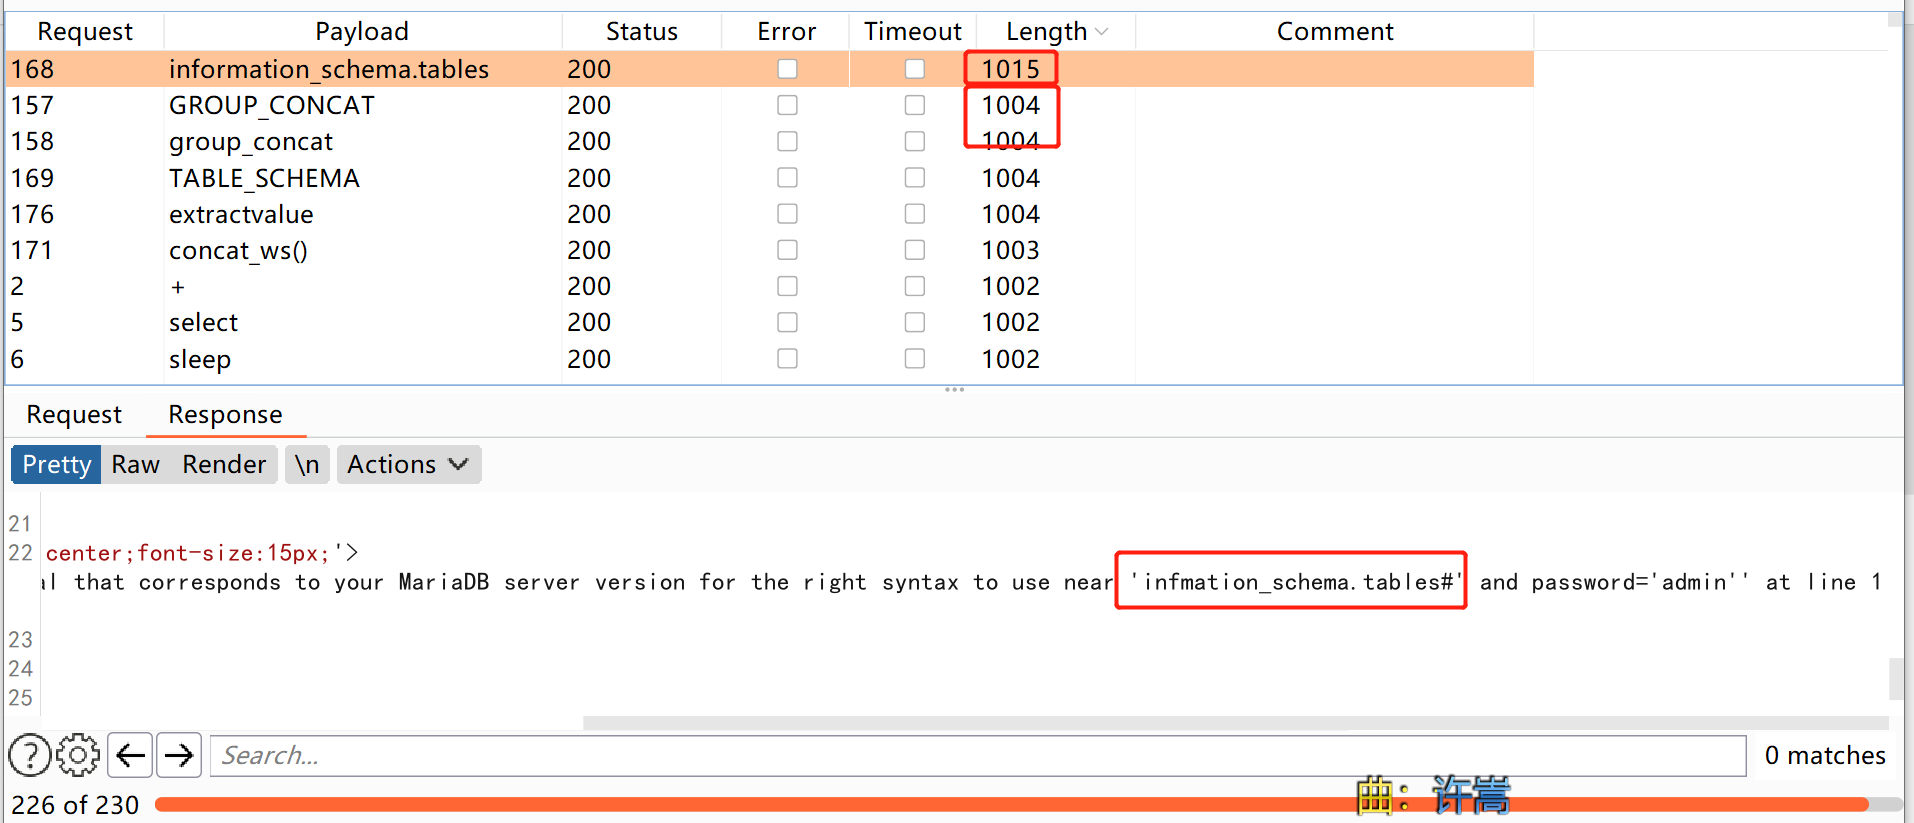 Request Payload Status Error Timeout Length Comment
168 information_schema.tables 200 1015
157 GROUP_CONCAT 200 1004
158 group_concat 200 1004
169 TABLE_SCHEMA 200 1004
176 extractvalue 200 1004
171 concat_ws() 200 1003
2 + 200 1002
5 select 200 1002
6 sleep 200 1002
Request Response
Pretty Raw Render \n Actions
21
22 center;font-size:15px;'>
al that corresponds to your MariaDB server version for the right syntax to use near 'infmation_schema.tables#' and password='admin'' at line 1
23
24
25
? Search... 0 matches
曲：许嵩
226 of 230